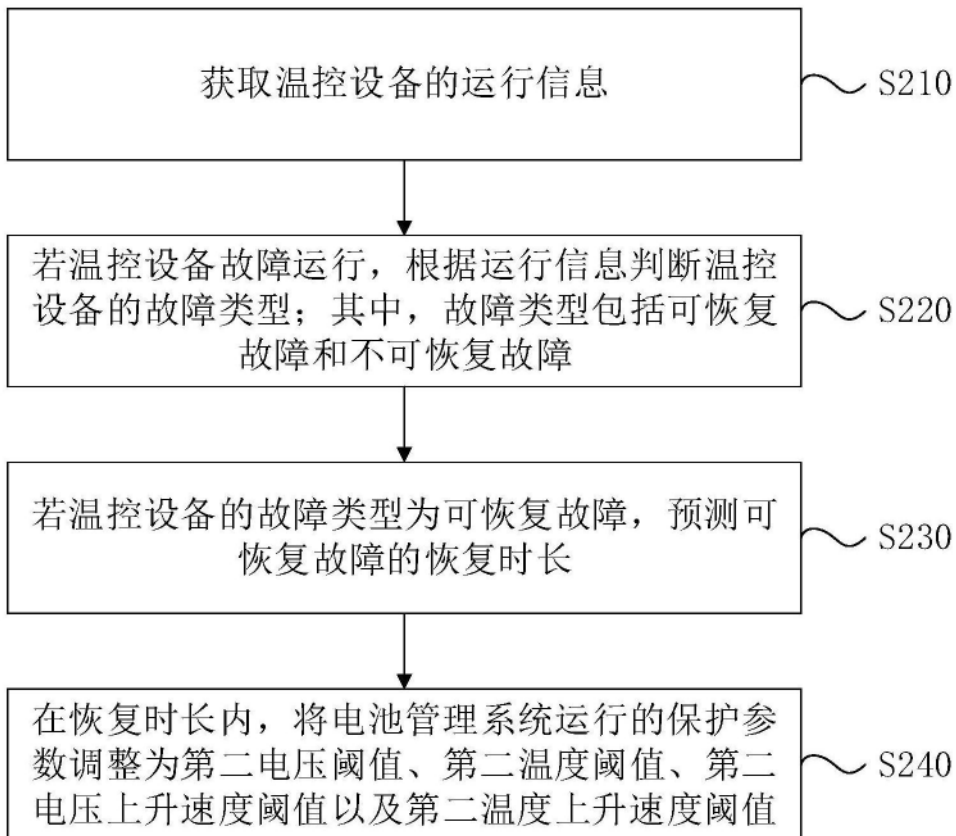 获取温控设备的运行信息
S210
若温控设备故障运行，根据运行信息判断温控
设备的故障类型；其中，故障类型包括可恢复
故障和不可恢复故障
S220
若温控设备的故障类型为可恢复故障，预测可
恢复故障的恢复时长
S230
在恢复时长内，将电池管理系统运行的保护参
数调整为第二电压阈值、第二温度阈值、第二
电压上升速度阈值以及第二温度上升速度阈值
S240